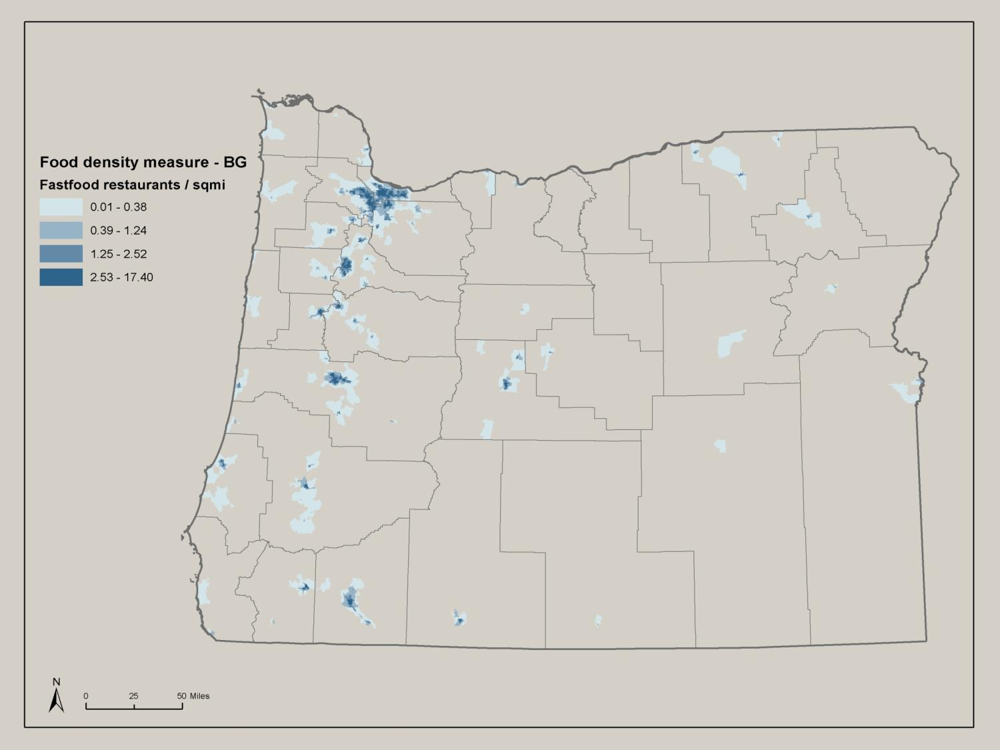 Food density measure - BG
Fastfood restaurants / sqmi
0.01 - 0.38
0.39 - 1.24
1.25 - 2.52
2.53 - 17.40
N
0 25 50 Miles